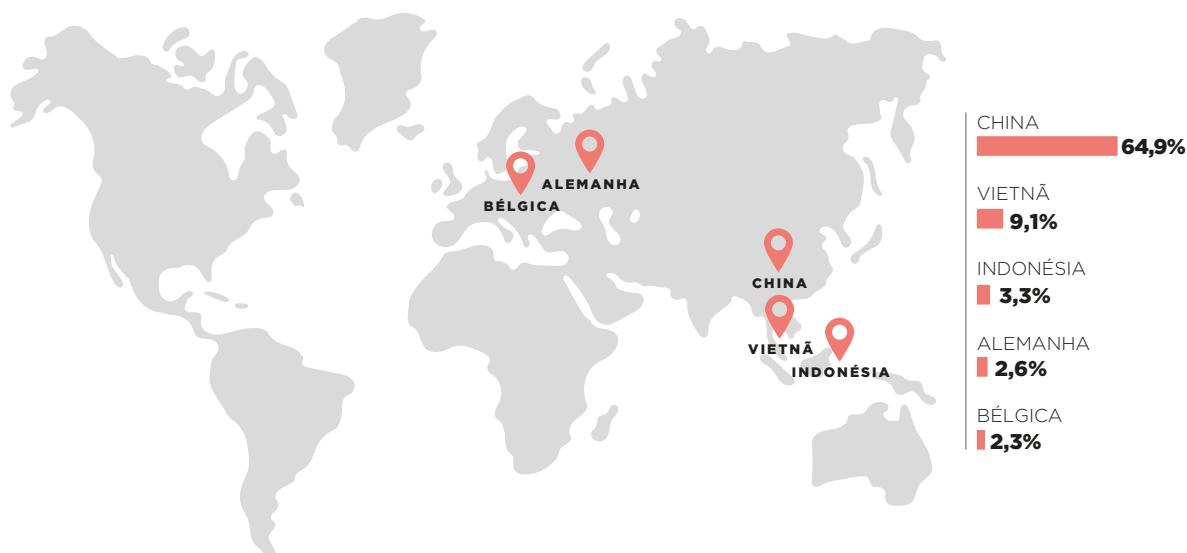 ALEMANHA
BÉLGICA
CHINA
VIETNÃ
INDONÉSIA
CHINA
64,9%
VIETNÃ
9,1%
INDONÉSIA
3,3%
ALEMANHA
2,6%
BÉLGICA
2,3%